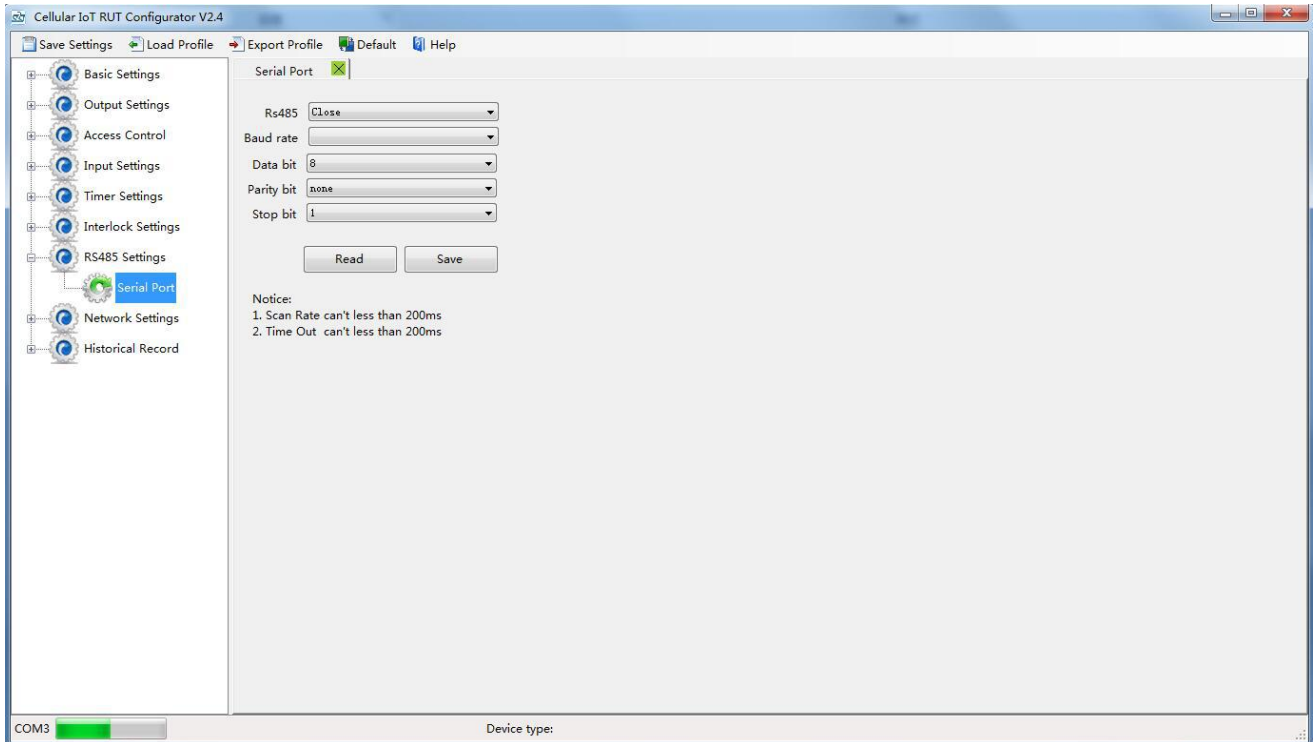 Cellular IoT RUT Configurator V2.4
Save Settings Load Profile Export Profile Default Help
Basic Settings
Output Settings
Access Control
Input Settings
Timer Settings
Interlock Settings
RS485 Settings
Serial Port
Network Settings
Historical Record
Serial Port
Rs485 Close
Baud rate
Data bit 8
Parity bit none
Stop bit 1
Read Save
Notice:
1. Scan Rate can't less than 200ms
2. Time Out can't less than 200ms
COM3 Device type: